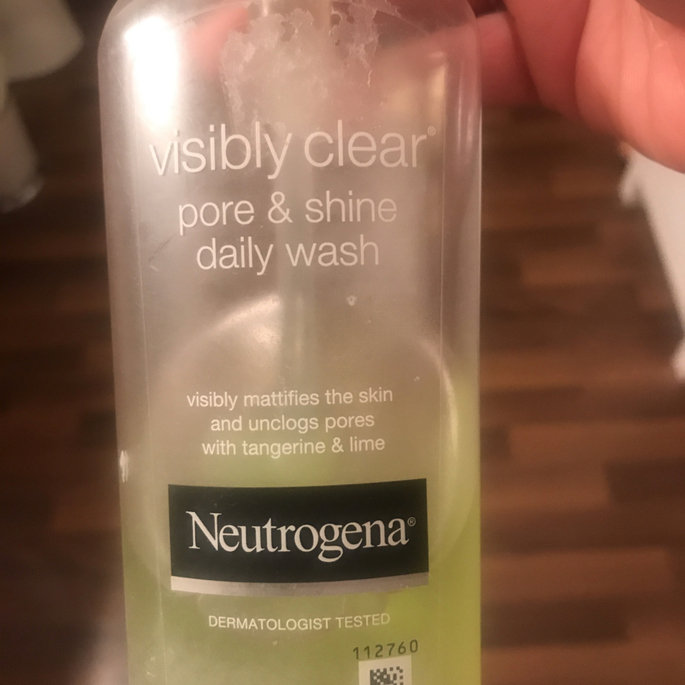 visibly clear®
pore & shine
daily wash
visibly mattifies the skin
and unclogs pores
with tangerine & lime
Neutrogena®
DERMATOLOGIST TESTED
112760